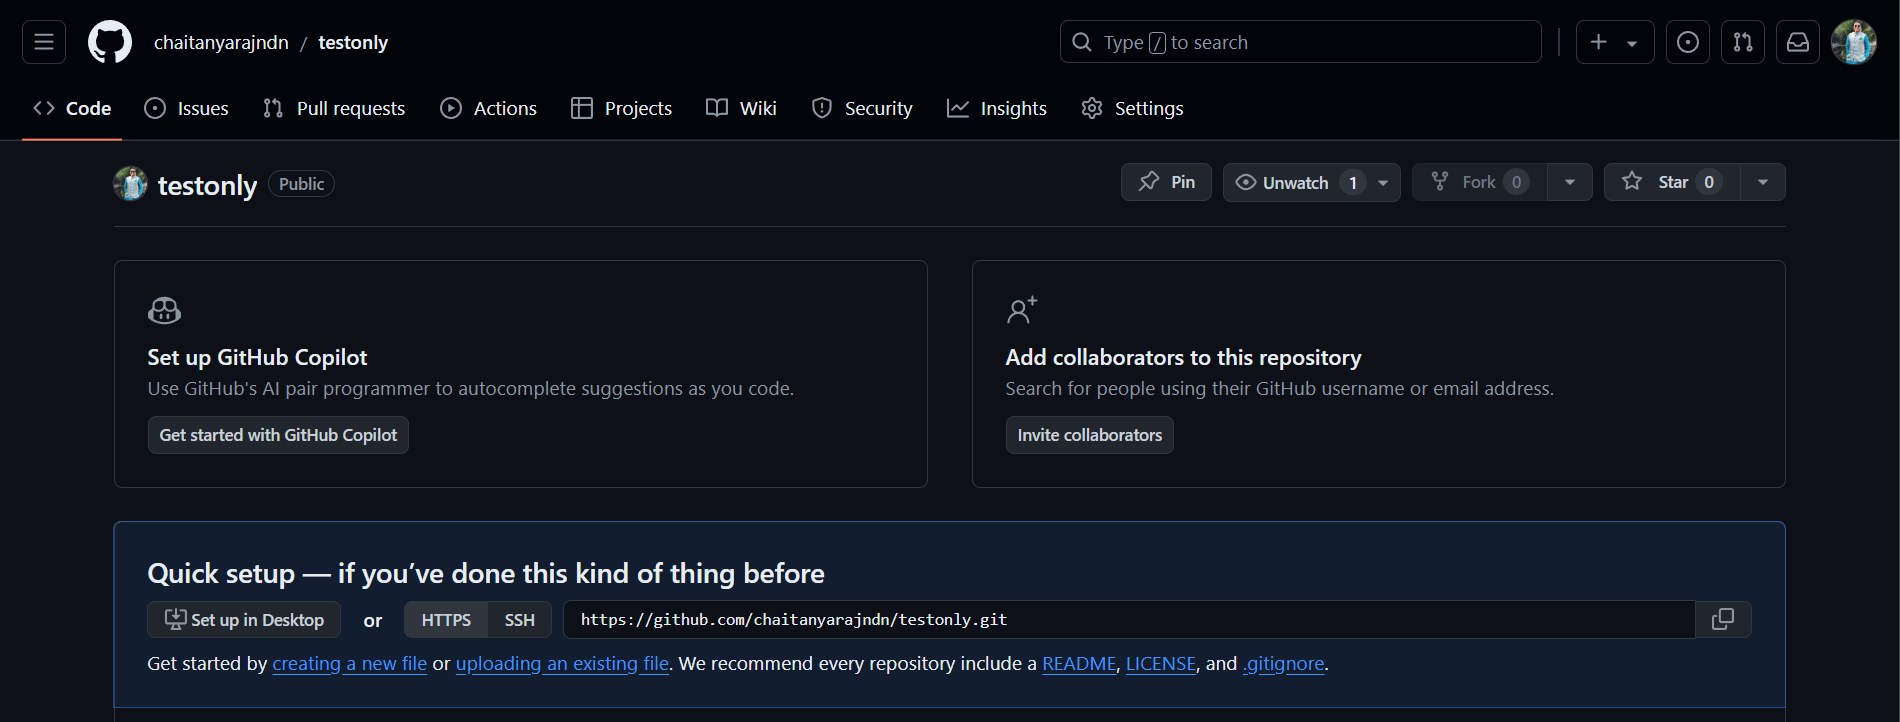 chaitanyarajndn / testonly
Type / to search
Code Issues Pull requests Actions Projects Wiki Security Insights Settings
testonly Public
Pin Unwatch 1 Fork 0 Star 0
Set up GitHub Copilot
Use GitHub's AI pair programmer to autocomplete suggestions as you code.
Get started with GitHub Copilot
Add collaborators to this repository
Search for people using their GitHub username or email address.
Invite collaborators
Quick setup — if you’ve done this kind of thing before
Set up in Desktop or HTTPS SSH https://github.com/chaitanyarajndn/testonly.git
Get started by creating a new file or uploading an existing file. We recommend every repository include a README, LICENSE, and .gitignore.